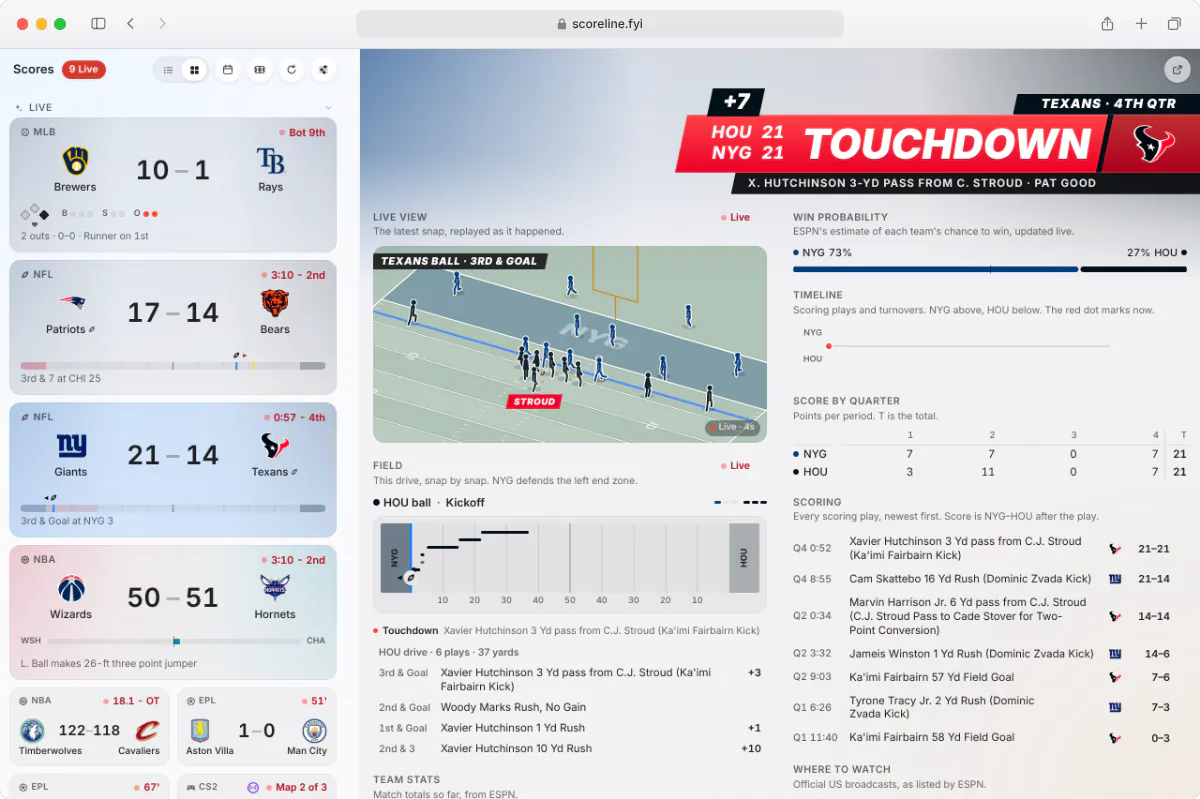 scoreline.fyi
Scores
9 Live
LIVE
MLB
Bot 9th
10 – 1
Brewers
Rays
B
S
O
2 outs · 0–0 · Runner on 1st
NFL
3:10 - 2nd
17 – 14
Patriots
Bears
3rd & 7 at CHI 25
NFL
0:57 - 4th
ny
21 – 14
Giants
Texans
3rd & Goal at NYG 3
NBA
3:10 - 2nd
50 – 51
Wizards
Hornets
WSH
CHA
L. Ball makes 26-ft three point jumper
NBA
18.1 - OT
122–118
Timberwolves
Cavaliers
EPL
51'
1–0
Aston Villa
Man City
EPL
67'
CS2
Map 2 of 3
+7
TEXANS · 4TH QTR
HOU 21
NYG 21
TOUCHDOWN
X. HUTCHINSON 3-YD PASS FROM C. STROUD · PAT GOOD
LIVE VIEW
Live
The latest snap, replayed as it happened.
TEXANS BALL · 3RD & GOAL
NYG
STROUD
Live · 4s
FIELD
Live
This drive, snap by snap. NYG defends the left end zone.
HOU ball · Kickoff
NYG
HOU
10 20 30 40 50 40 30 20 10
Touchdown Xavier Hutchinson 3 Yd pass from C.J. Stroud (Ka'imi Fairbairn Kick)
HOU drive · 6 plays · 37 yards
3rd & Goal Xavier Hutchinson 3 Yd pass from C.J. Stroud (Ka'imi +3
Fairbairn Kick)
2nd & Goal Woody Marks Rush, No Gain
1st & Goal Xavier Hutchinson 1 Yd Rush +1
2nd & 3 Xavier Hutchinson 10 Yd Rush +10
TEAM STATS
Match totals so far, from ESPN.
WIN PROBABILITY
ESPN's estimate of each team's chance to win, updated live.
NYG 73%
27% HOU
TIMELINE
Scoring plays and turnovers. NYG above, HOU below. The red dot marks now.
NYG
HOU
SCORE BY QUARTER
Points per period. T is the total.
1 2 3 4 T
NYG 7 7 0 7 21
HOU 3 11 0 7 21
SCORING
Every scoring play, newest first. Score is NYG–HOU after the play.
Q4 0:52 Xavier Hutchinson 3 Yd pass from C.J. Stroud 21–21
(Ka'imi Fairbairn Kick)
Q4 8:55 Cam Skattebo 16 Yd Rush (Dominic Zvada Kick) ny 21–14
Q2 0:34 Marvin Harrison Jr. 6 Yd pass from C.J. Stroud 14–14
(C.J. Stroud Pass to Cade Stover for Two-
Point Conversion)
Q2 3:32 Jameis Winston 1 Yd Rush (Dominic Zvada Kick) ny 14–6
Q2 9:03 Ka'imi Fairbairn 57 Yd Field Goal 7–6
Q1 6:26 Tyrone Tracy Jr. 2 Yd Rush (Dominic ny 7–3
Zvada Kick)
Q1 11:40 Ka'imi Fairbairn 58 Yd Field Goal 0–3
WHERE TO WATCH
Official US broadcasts, as listed by ESPN.